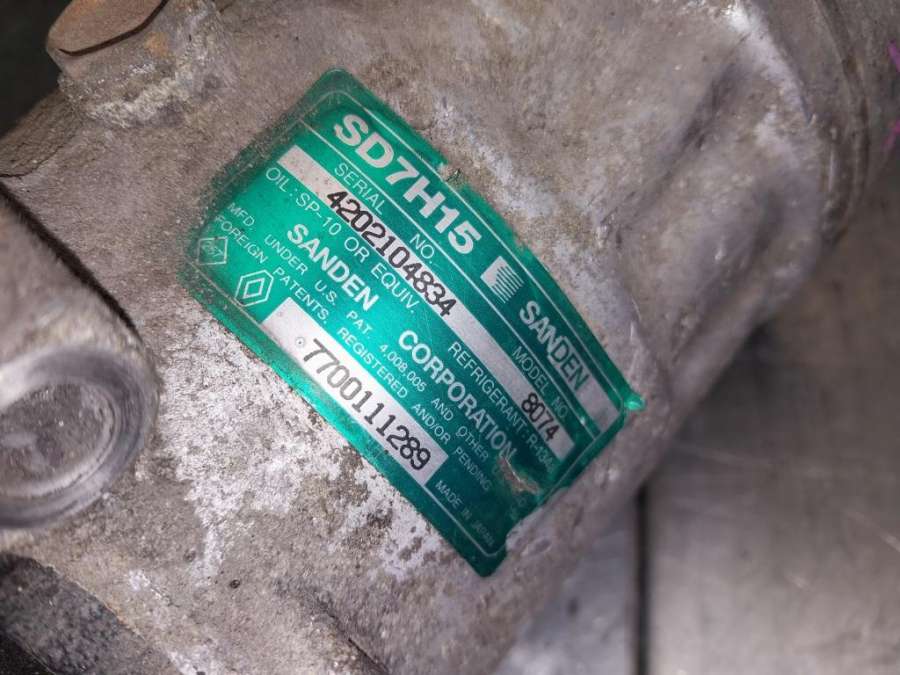 SD7H15 SANDEN
SERIAL NO. MODEL NO.
4202104834 8074
OIL: SP-10 OR EQUIV. REFRIGERANT: R-134a
SANDEN CORPORATION
MFD. UNDER U.S. PAT. 4,008,005 AND OTHER
FOREIGN PATENTS, REGISTERED AND/OR PENDING
7700111289 MADE IN JAPAN